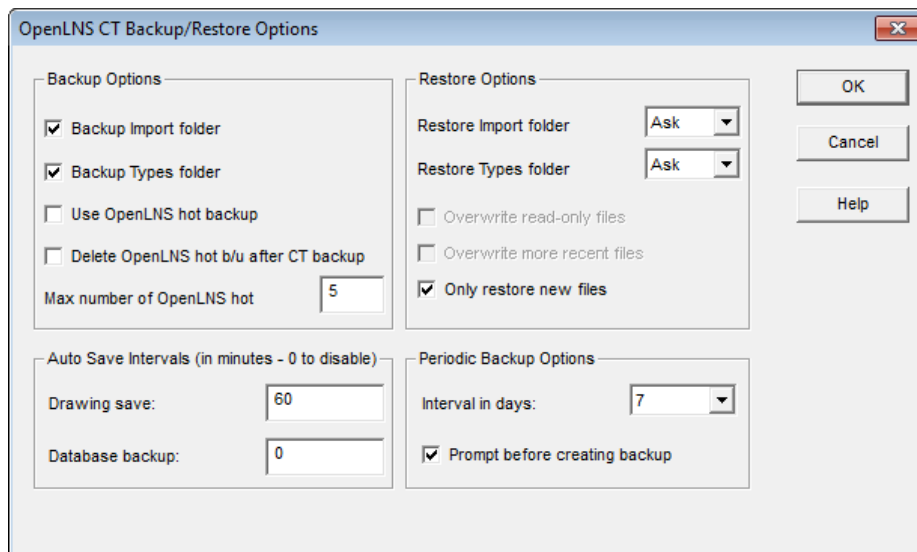 OpenLNS CT Backup/Restore Options
Backup Options
Backup Import folder
Backup Types folder
Use OpenLNS hot backup
Delete OpenLNS hot b/u after CT backup
Max number of OpenLNS hot 5
Restore Options
Restore Import folder Ask
Restore Types folder Ask
Overwrite read-only files
Overwrite more recent files
Only restore new files
OK
Cancel
Help
Auto Save Intervals (in minutes - 0 to disable)
Drawing save: 60
Database backup: 0
Periodic Backup Options
Interval in days: 7
Prompt before creating backup